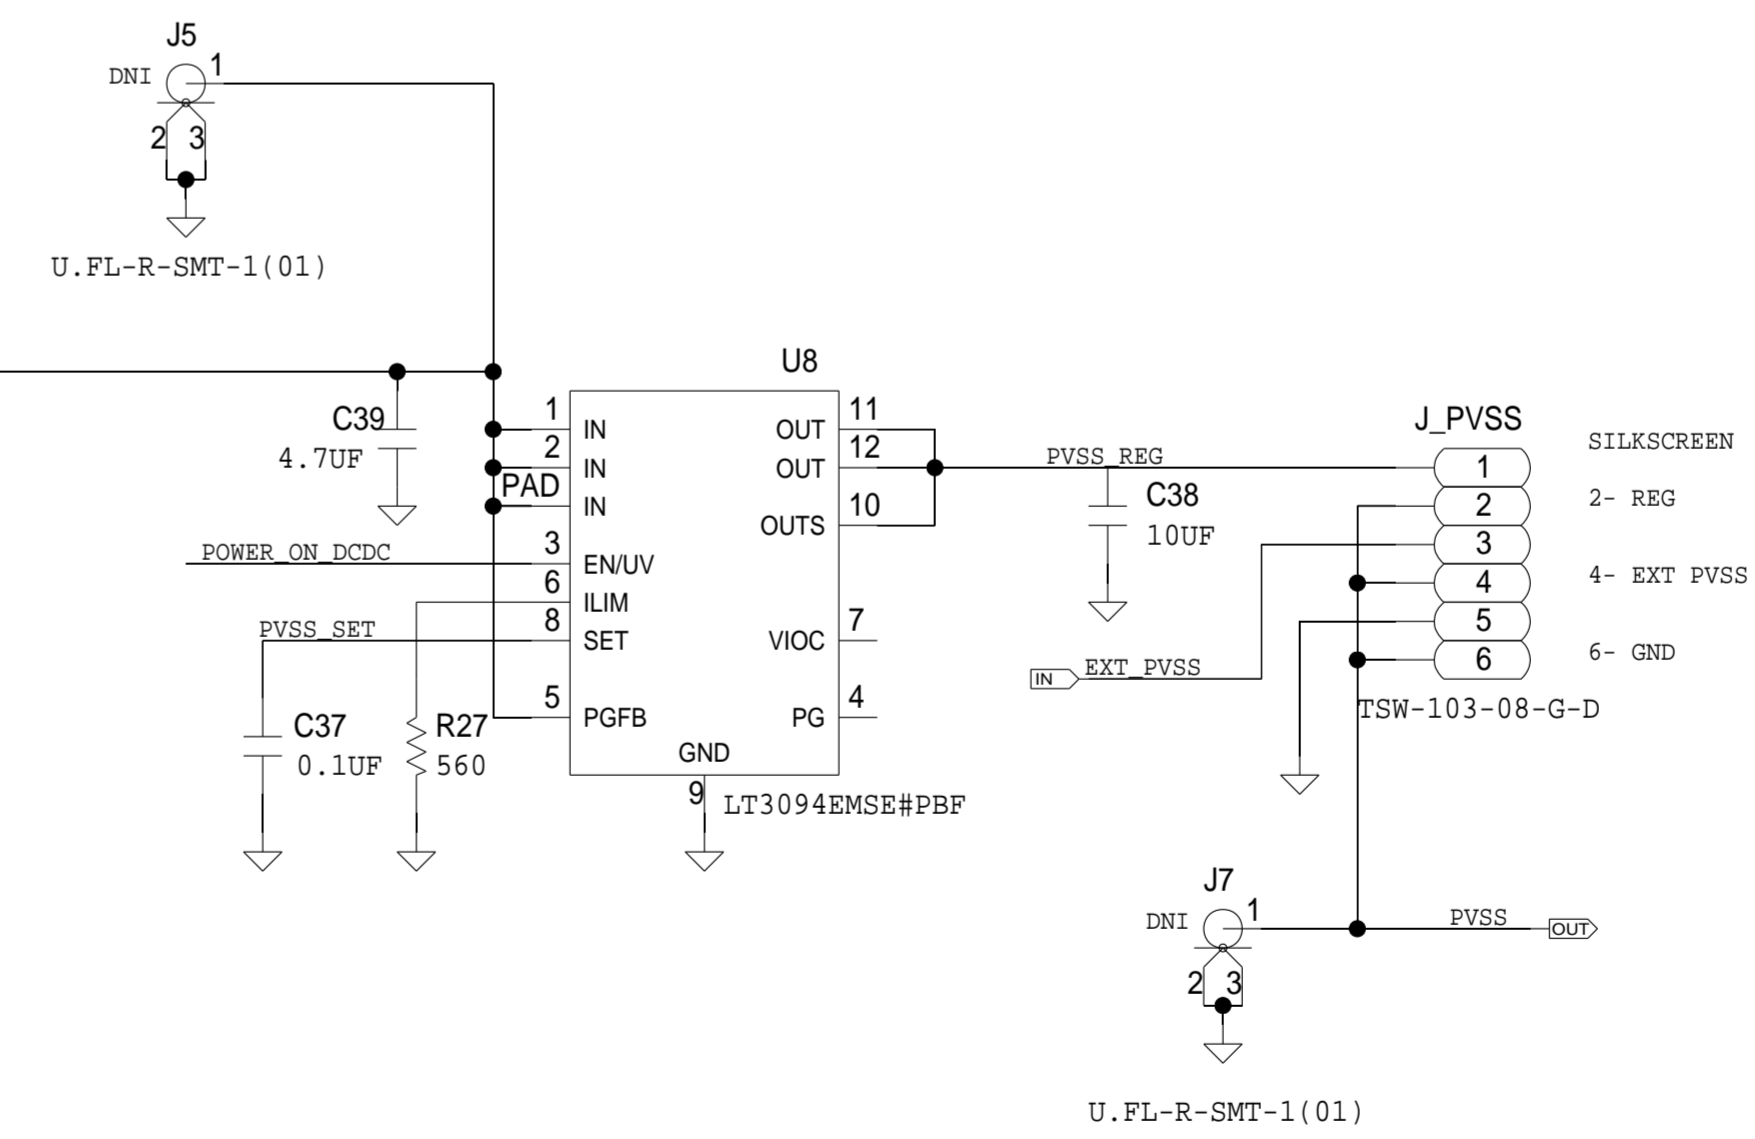 J5
DNI
1
2 3
U.FL-R-SMT-1(01)
U8
C39
4.7UF
1
IN
2
IN
PAD
IN
POWER_ON_DCDC
3
EN/UV
6
ILIM
PVSS_SET
8
SET
5
PGFB
C37
0.1UF
R27
560
GND
9
LT3094EMSE#PBF
OUT
11
OUT
12
OUTS
10
VIOC
7
PG
4
PVSS_REG
C38
10UF
IN
EXT_PVSS
J_PVSS
1
2
3
4
5
6
TSW-103-08-G-D
SILKSCREEN
2- REG
4- EXT PVSS
6- GND
J7
DNI
1
2 3
PVSS
OUT
U.FL-R-SMT-1(01)